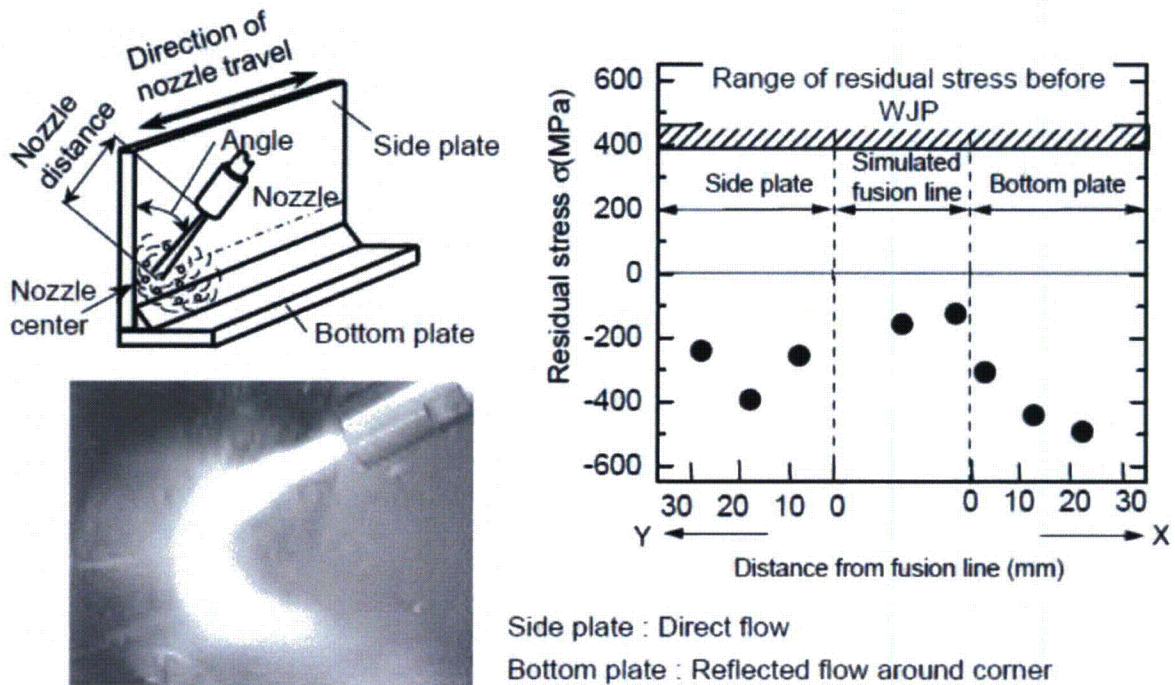 Direction of
nozzle travel
Nozzle
distance
Angle
Side plate
Nozzle
Nozzle
center
Bottom plate
Residual stress σ(MPa)
600
400
200
0
-200
-400
-600
Range of residual stress before
WJP
Side plate
Simulated
fusion line
Bottom plate
30 20 10 0 0 10 20 30
Y X
Distance from fusion line (mm)
Side plate : Direct flow
Bottom plate : Reflected flow around corner